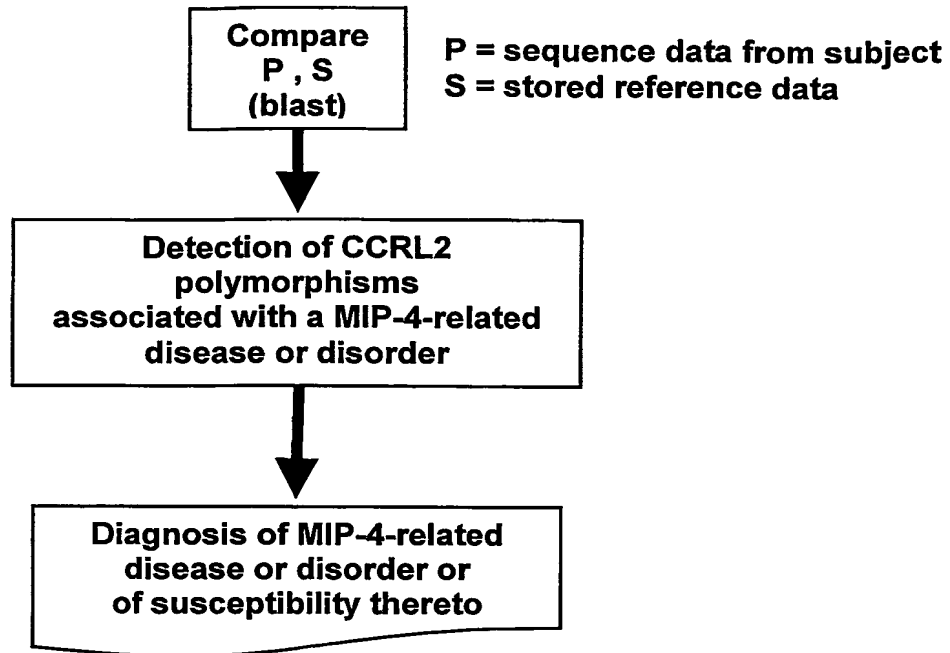 Compare
P , S
(blast)
P = sequence data from subject
S = stored reference data
Detection of CCRL2
polymorphisms
associated with a MIP-4-related
disease or disorder
Diagnosis of MIP-4-related
disease or disorder or
of susceptibility thereto